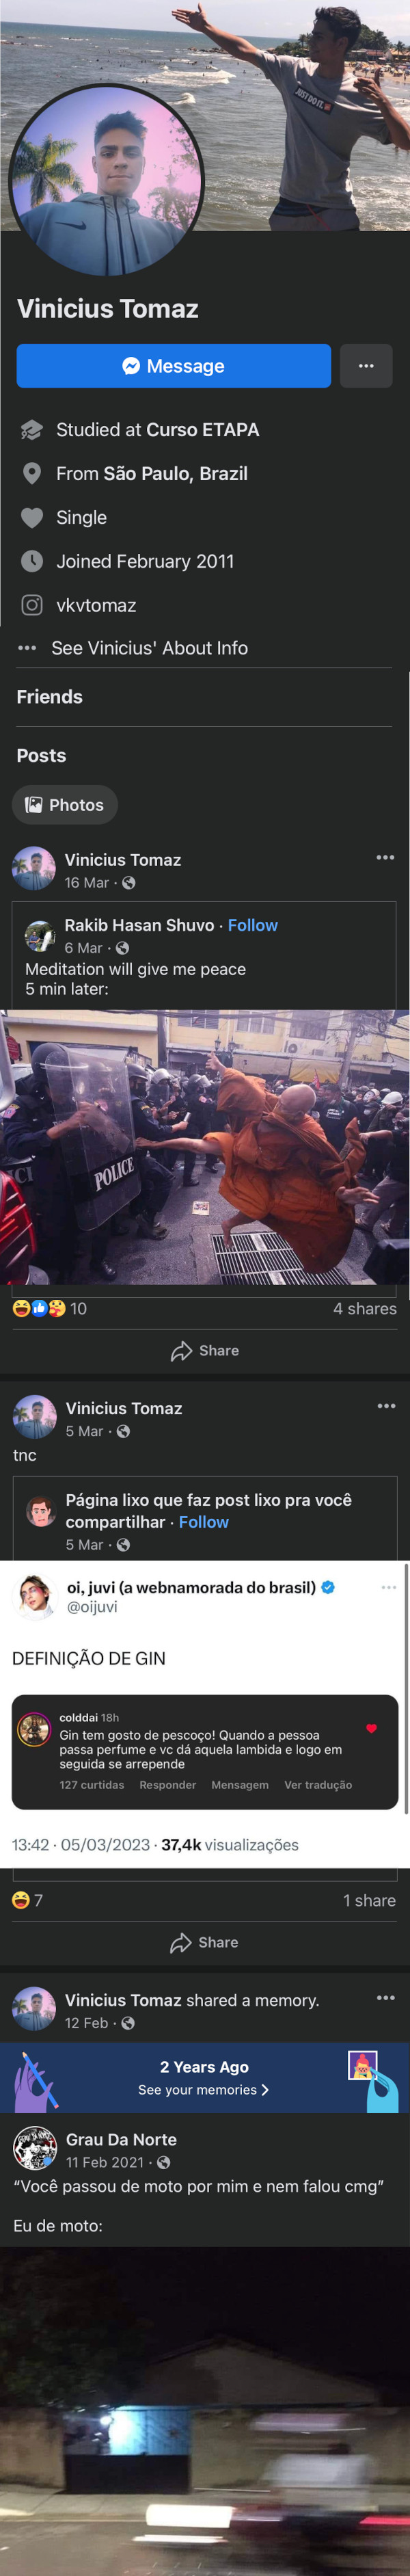 JUST DO IT.
Vinicius Tomaz
Message
Studied at Curso ETAPA
From São Paulo, Brazil
Single
Joined February 2011
vkvtomaz
See Vinicius' About Info
Friends
Posts
Photos
Vinicius Tomaz
16 Mar ·
Rakib Hasan Shuvo · Follow
6 Mar ·
Meditation will give me peace
5 min later:
POLICE
10
4 shares
Share
Vinicius Tomaz
5 Mar ·
tnc
Página lixo que faz post lixo pra você
compartilhar · Follow
5 Mar ·
oi, juvi (a webnamorada do brasil)
@oijuvi
DEFINIÇÃO DE GIN
colddai 18h
Gin tem gosto de pescoço! Quando a pessoa
passa perfume e vc dá aquela lambida e logo em
seguida se arrepende
127 curtidas Responder Mensagem Ver tradução
13:42 · 05/03/2023 · 37,4k visualizações
7
1 share
Share
Vinicius Tomaz shared a memory.
12 Feb ·
2 Years Ago
See your memories
Grau Da Norte
11 Feb 2021 ·
“Você passou de moto por mim e nem falou cmg”
Eu de moto: